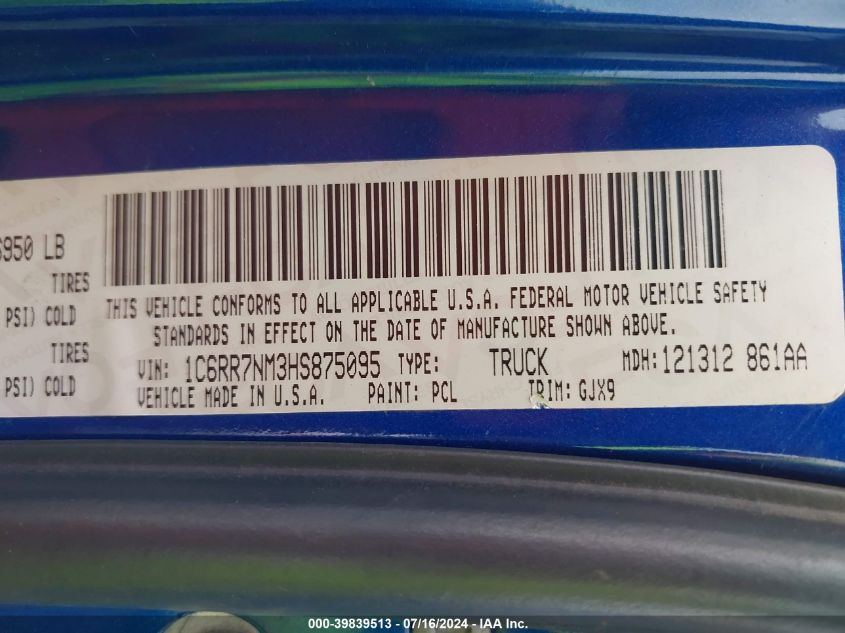 6950 LB
TIRES
PSI) COLD
TIRES
PSI) COLD
THIS VEHICLE CONFORMS TO ALL APPLICABLE U.S.A. FEDERAL MOTOR VEHICLE SAFETY
STANDARDS IN EFFECT ON THE DATE OF MANUFACTURE SHOWN ABOVE.
VIN: 1C6RR7NM3HS875095 TYPE: TRUCK MDH: 121312 861AA
VEHICLE MADE IN U.S.A. PAINT: PCL TRIM: GJX9
000-39839513 - 07/16/2024 - IAA Inc.